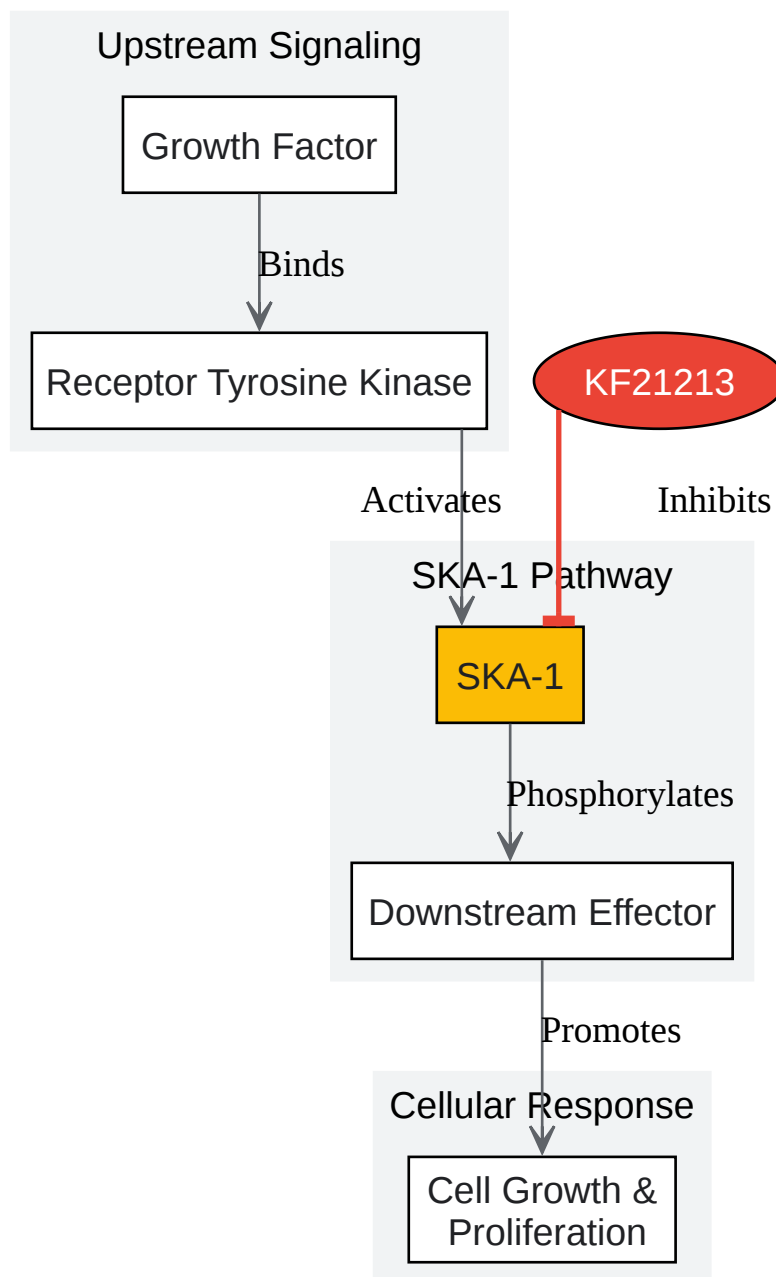 Upstream Signaling
Growth Factor
Binds
Receptor Tyrosine Kinase
KF21213
Activates
Inhibits
SKA-1 Pathway
SKA-1
Phosphorylates
Downstream Effector
Promotes
Cellular Response
Cell Growth &
Proliferation